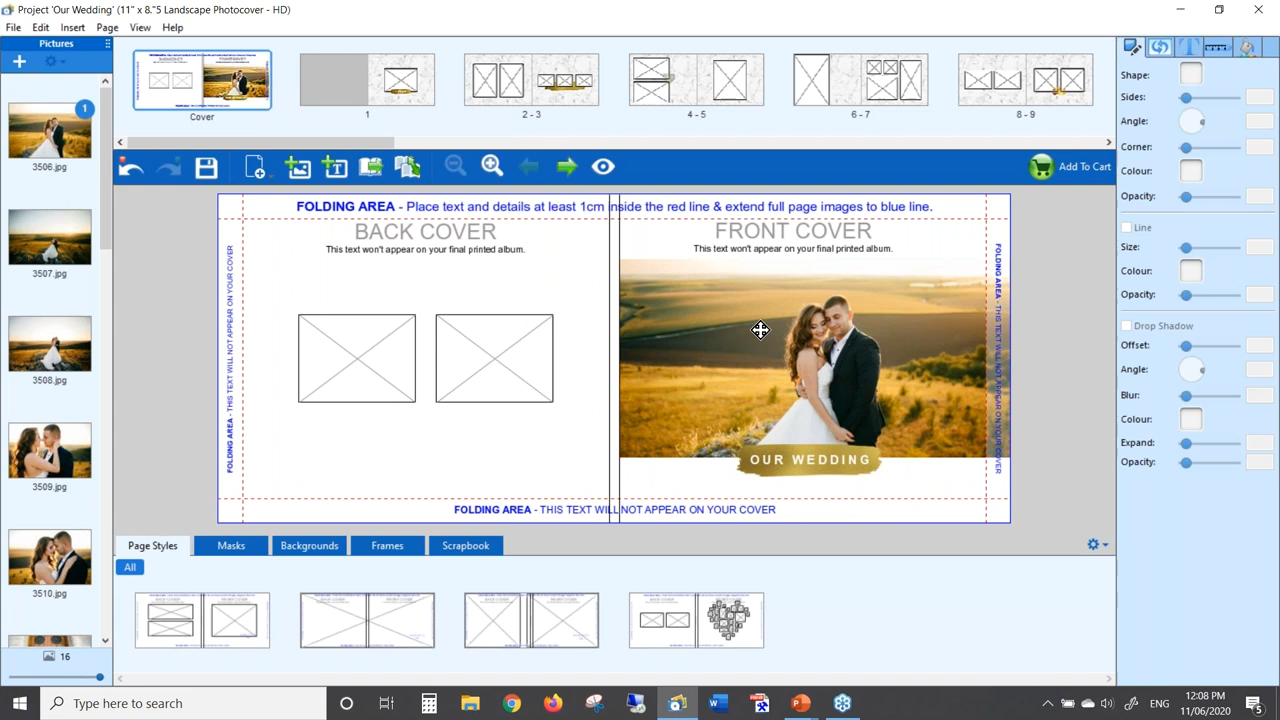 Project 'Our Wedding' (11" x 8."5 Landscape Photocover - HD)
File Edit Insert Page View Help
Pictures
1
3506.jpg
3507.jpg
3508.jpg
3509.jpg
3510.jpg
16
Cover
1
2 - 3
4 - 5
6 - 7
8 - 9
Add To Cart
FOLDING AREA - Place text and details at least 1cm inside the red line & extend full page images to blue line.
BACK COVER
This text won't appear on your final printed album.
FRONT COVER
This text won't appear on your final printed album.
FOLDING AREA - THIS TEXT WILL NOT APPEAR ON YOUR COVER
FOLDING AREA - THIS TEXT WILL NOT APPEAR ON YOUR COVER
OUR WEDDING
FOLDING AREA - THIS TEXT WILL NOT APPEAR ON YOUR COVER
Page Styles Masks Backgrounds Frames Scrapbook
All
Shape:
Sides:
Angle:
Corner:
Colour:
Opacity:
Line
Size:
Colour:
Opacity:
Drop Shadow
Offset:
Angle:
Blur:
Colour:
Expand:
Opacity:
Type here to search
ENG
12:08 PM
11/06/2020
5